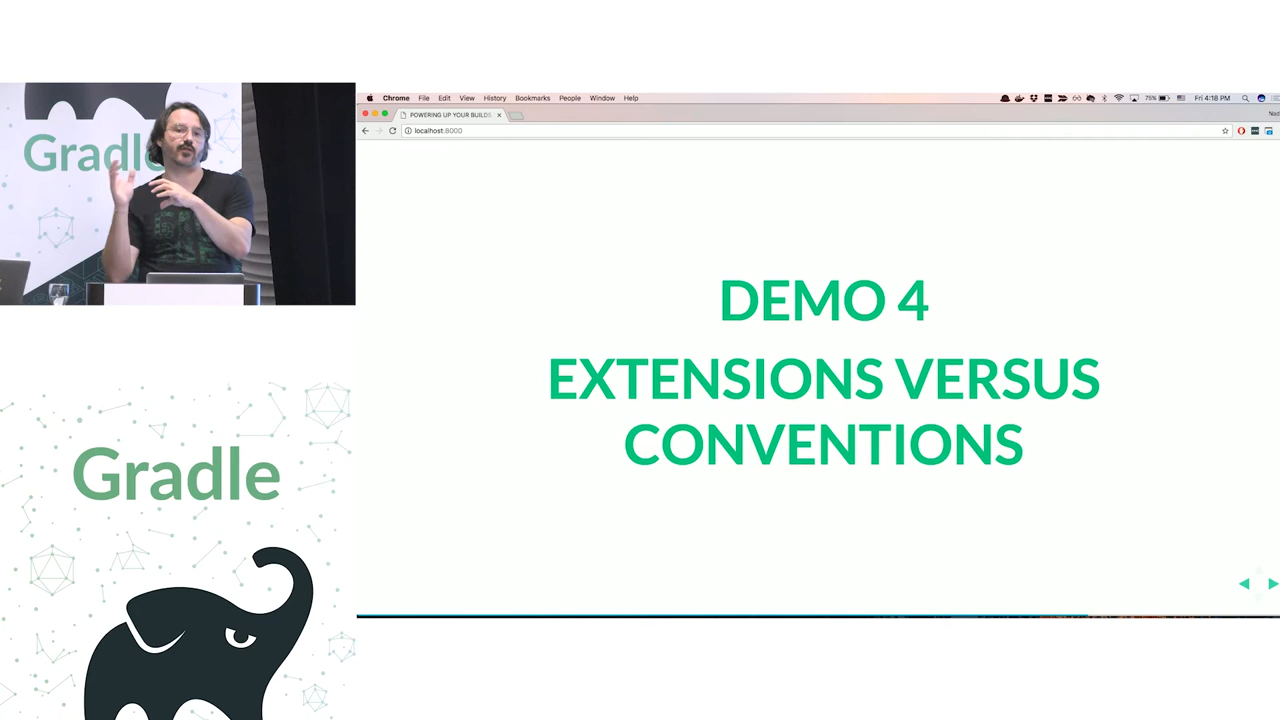 Gradle
Chrome File Edit View History Bookmarks People Window Help
75% Fri 4:18 PM
POWERING UP YOUR BUILDS
localhost:8000
DEMO 4
EXTENSIONS VERSUS
CONVENTIONS
Gradle